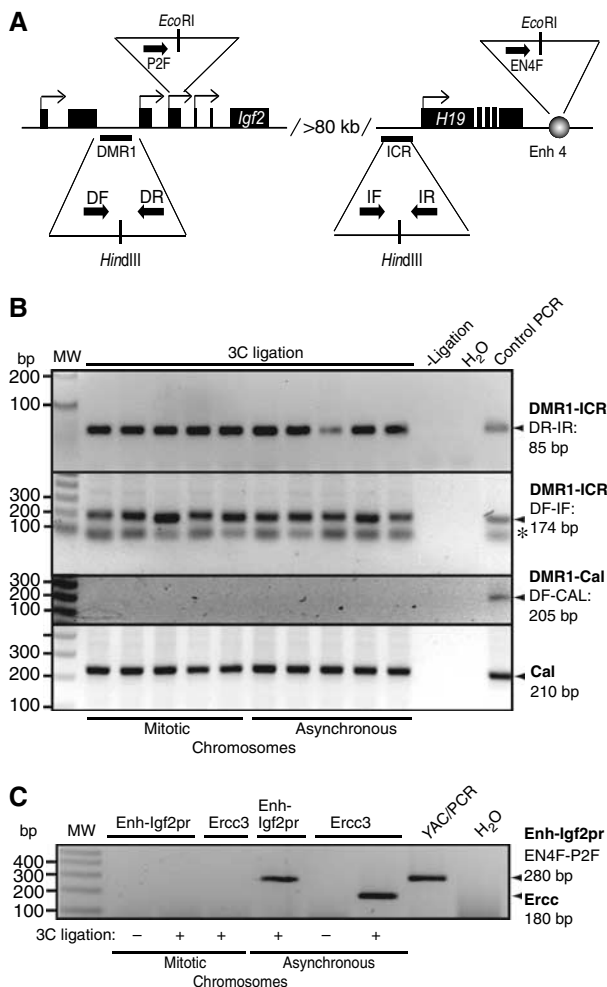 A
EcoRI
P2F
EcoRI
EN4F
Igf2
/ >80 kb /
H19
DMR1
ICR
Enh 4
DF
DR
IF
IR
HindIII
HindIII
B
bp
MW
3C ligation
-Ligation
H2O
Control PCR
200
100
DMR1-ICR
DR-IR:
85 bp
300
200
100
DMR1-ICR
DF-IF:
174 bp
*
300
200
100
DMR1-Cal
DF-CAL:
205 bp
300
200
100
Cal
210 bp
Mitotic
Asynchronous
Chromosomes
C
bp
MW
Enh-Igf2pr
Ercc3
Enh-
Igf2pr
Ercc3
YAC/PCR
H2O
400
300
200
100
Enh-Igf2pr
EN4F-P2F
280 bp
Ercc
180 bp
3C ligation: – + + + – +
Mitotic
Asynchronous
Chromosomes